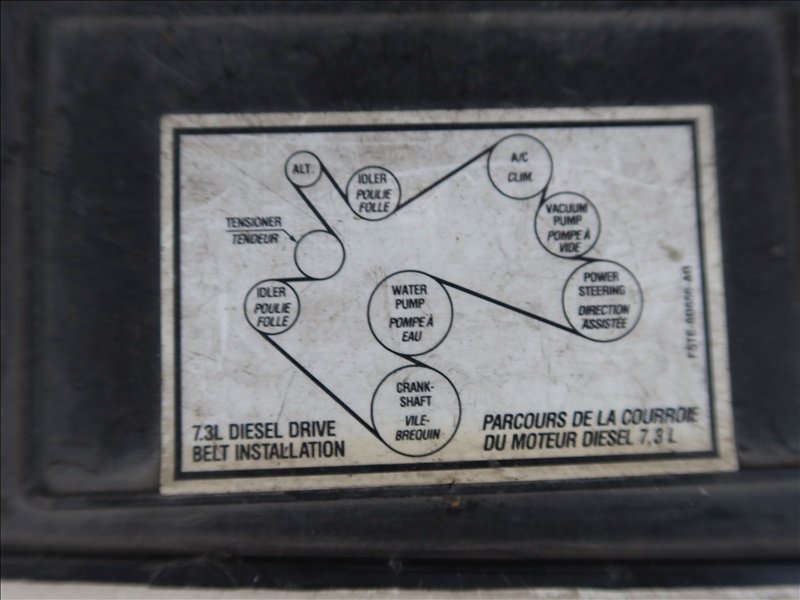 ALT.
IDLER
POULIE
FOLLE
A/C
CLIM.
TENSIONER
TENDEUR
VACUUM
PUMP
POMPE À
VIDE
IDLER
POULIE
FOLLE
WATER
PUMP
POMPE À
EAU
POWER
STEERING
DIRECTION
ASSISTÉE
CRANK-
SHAFT
VILE-
BREQUIN
7.3L DIESEL DRIVE
BELT INSTALLATION
PARCOURS DE LA COURROIE
DU MOTEUR DIESEL 7,3 L